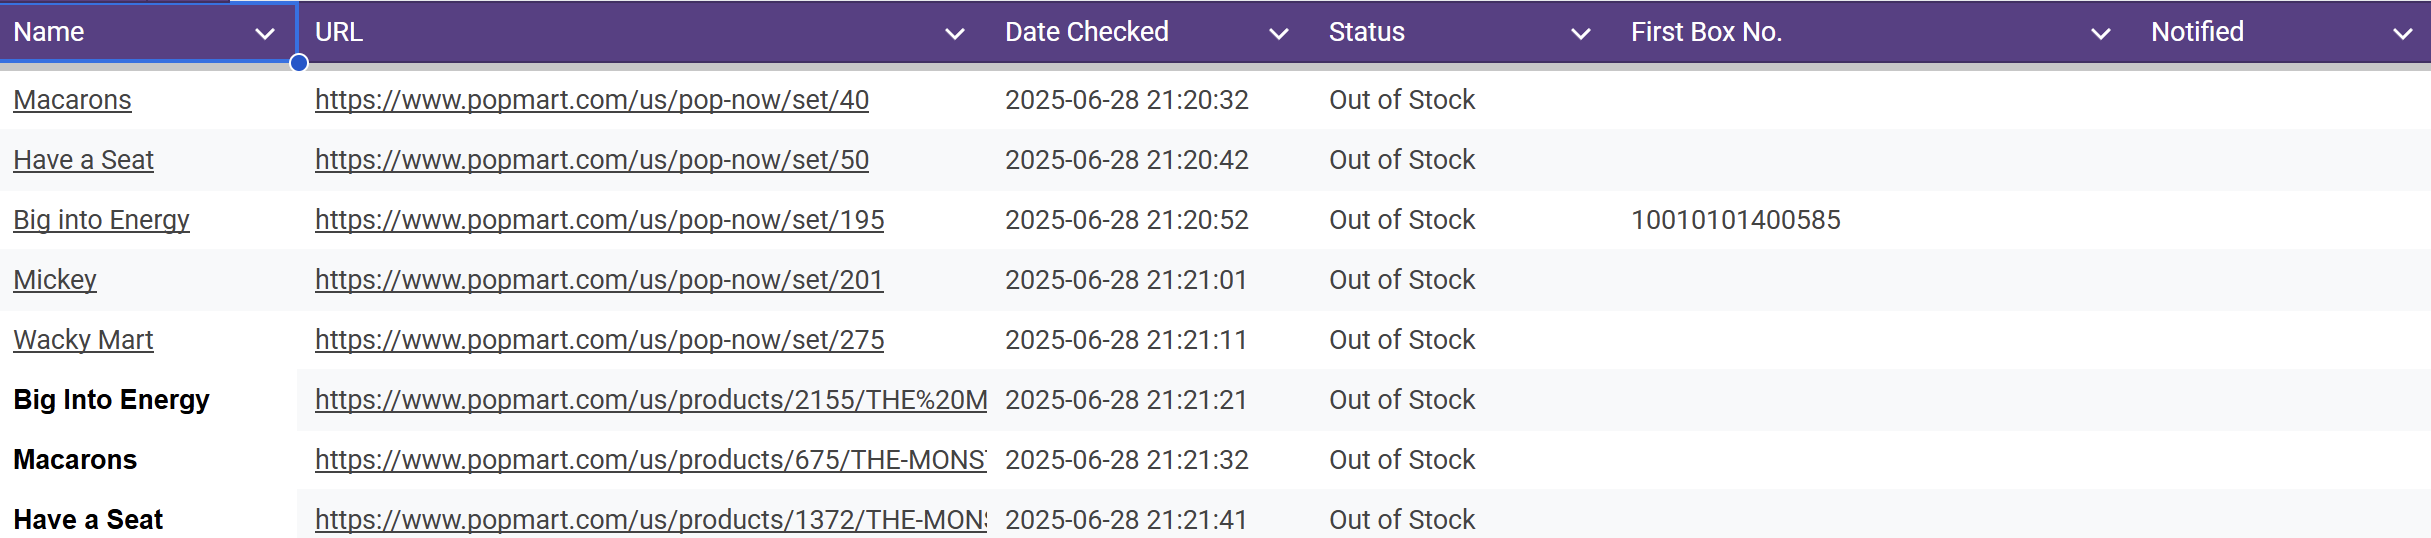 Name URL Date Checked Status First Box No. Notified
Macarons https://www.popmart.com/us/pop-now/set/40 2025-06-28 21:20:32 Out of Stock
Have a Seat https://www.popmart.com/us/pop-now/set/50 2025-06-28 21:20:42 Out of Stock
Big into Energy https://www.popmart.com/us/pop-now/set/195 2025-06-28 21:20:52 Out of Stock 10010101400585
Mickey https://www.popmart.com/us/pop-now/set/201 2025-06-28 21:21:01 Out of Stock
Wacky Mart https://www.popmart.com/us/pop-now/set/275 2025-06-28 21:21:11 Out of Stock
Big Into Energy https://www.popmart.com/us/products/2155/THE%20M 2025-06-28 21:21:21 Out of Stock
Macarons https://www.popmart.com/us/products/675/THE-MONS 2025-06-28 21:21:32 Out of Stock
Have a Seat https://www.popmart.com/us/products/1372/THE-MON 2025-06-28 21:21:41 Out of Stock